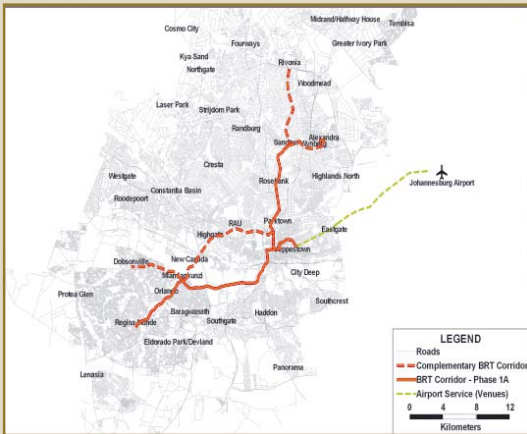 Midrand/Halfway House
Tembisa
Cosmo City
Fourways
Greater Ivory Park
Kya Sand
Northgate
Rivonia
Woodmead
Laser Park
Strijdom Park
Randburg
Alexandra
Wynberg
Cresta
Westgate
Rosebank
Highlands North
Johannesburg Airport
Constantia Basin
Roodepoort
RAU
Parktown
Highgate
Eastgate
New Canada
Dobsonville
City Deep
Protea Glen
Orlando
Baragwanath
Southcrest
Regina Munde
Southgate
Haddon
Eldorado Park/Devland
Panorama
Lenasia
LEGEND
Roads
Complementary BRT Corridor
BRT Corridor - Phase 1A
Airport Service (Venues)
0 4 8 12
Kilometers